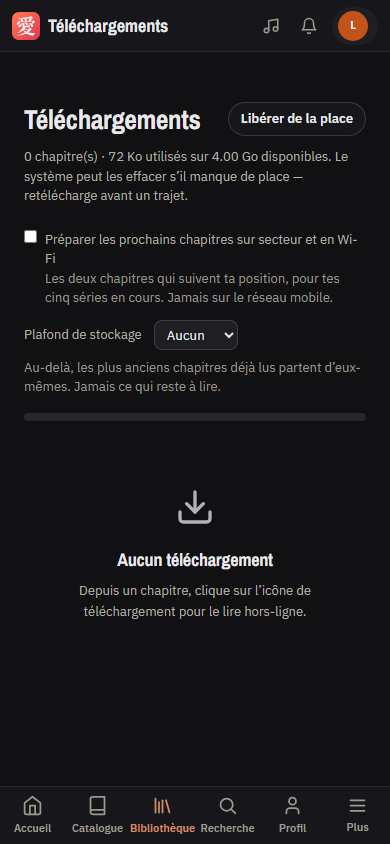 愛 Téléchargements L
Téléchargements Libérer de la place
0 chapitre(s) · 72 Ko utilisés sur 4.00 Go disponibles. Le
système peut les effacer s’il manque de place —
retélécharge avant un trajet.
Préparer les prochains chapitres sur secteur et en Wi-
Fi
Les deux chapitres qui suivent ta position, pour tes
cinq séries en cours. Jamais sur le réseau mobile.
Plafond de stockage Aucun
Au-delà, les plus anciens chapitres déjà lus partent d’eux-
mêmes. Jamais ce qui reste à lire.
Aucun téléchargement
Depuis un chapitre, clique sur l’icône de
téléchargement pour le lire hors-ligne.
Accueil Catalogue Bibliothèque Recherche Profil Plus